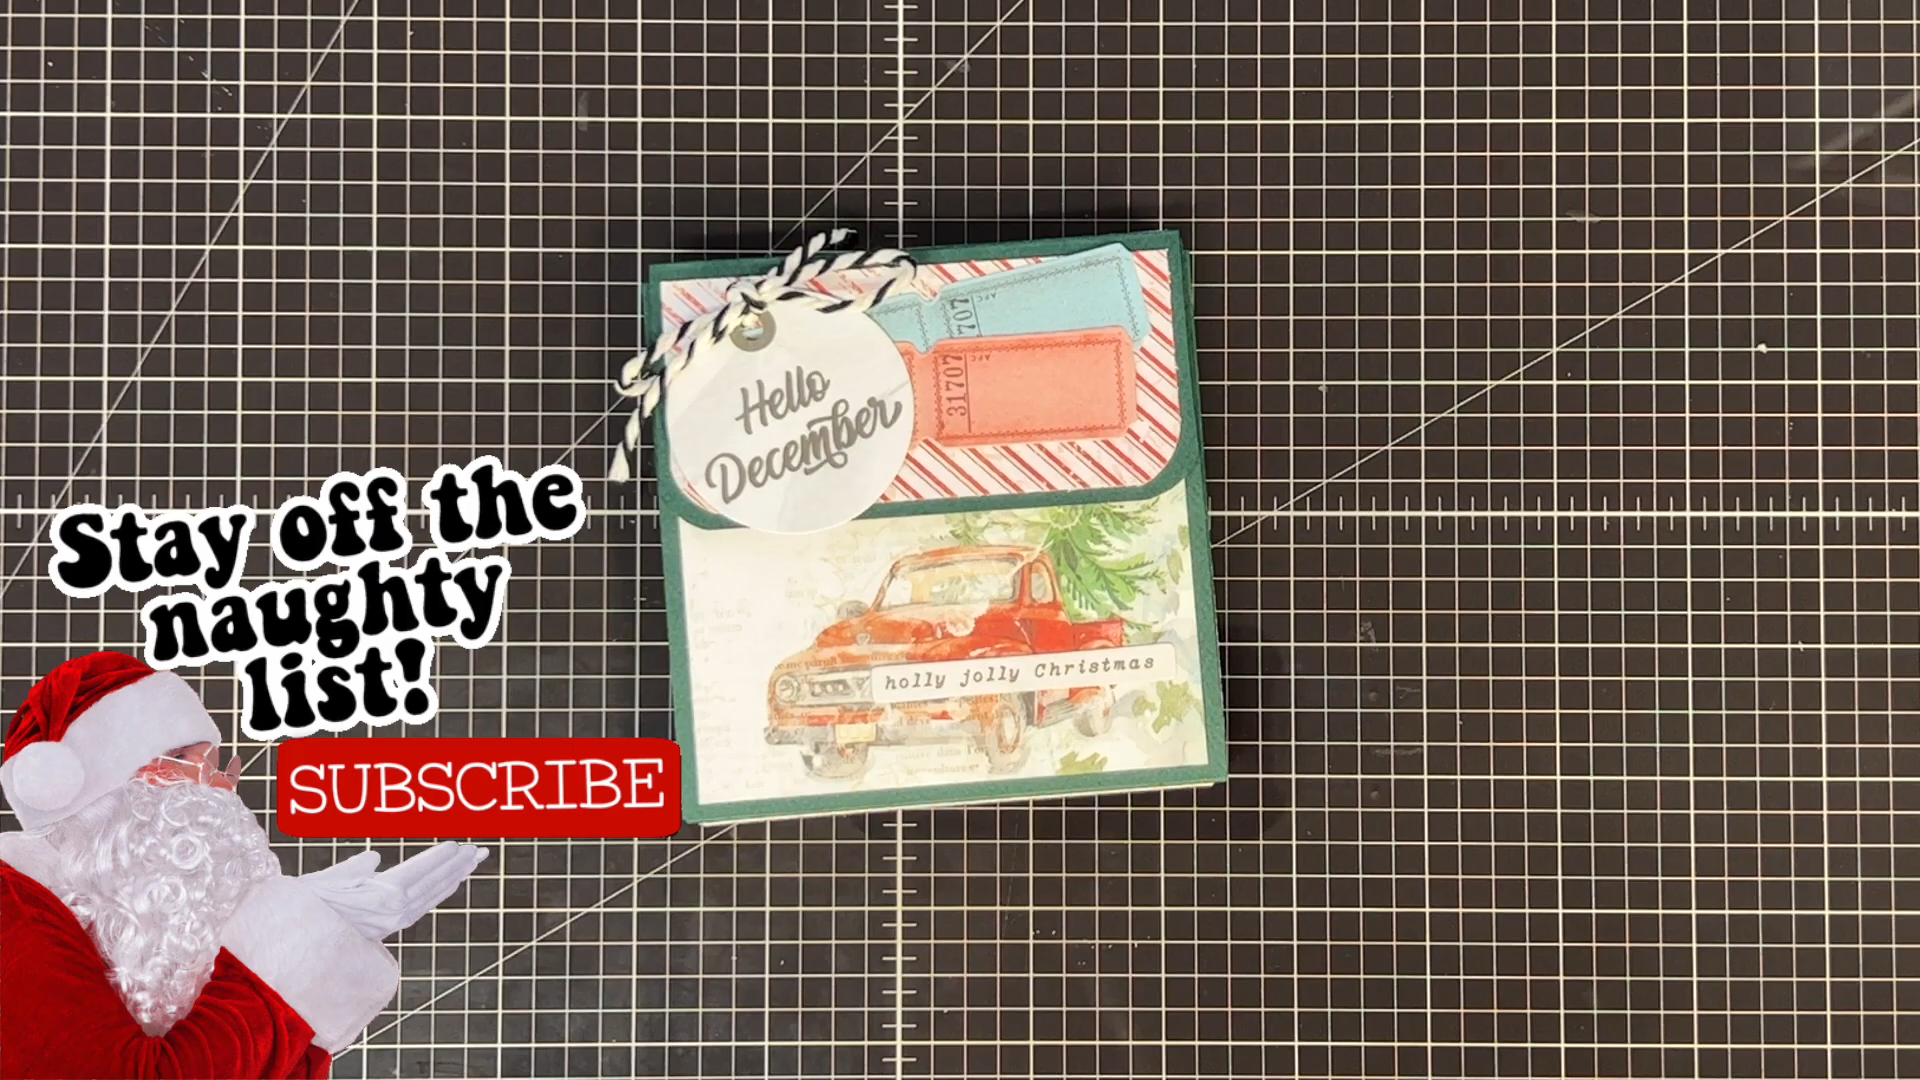 Hello
December
707
31707
holly jolly Christmas
Stay off the
naughty
list!
SUBSCRIBE